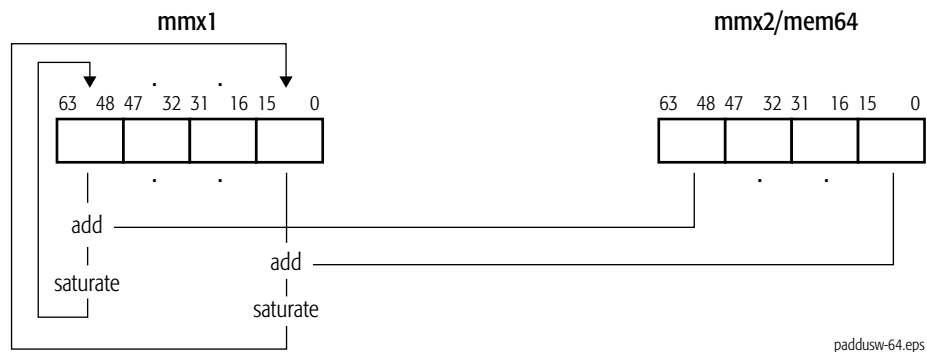 mmx1 mmx2/mem64
. . 
63 48 47 32 31 16 15 0 63 48 47 32 31 16 15 0
. . . .
add
add
saturate
saturate
paddusw-64.eps